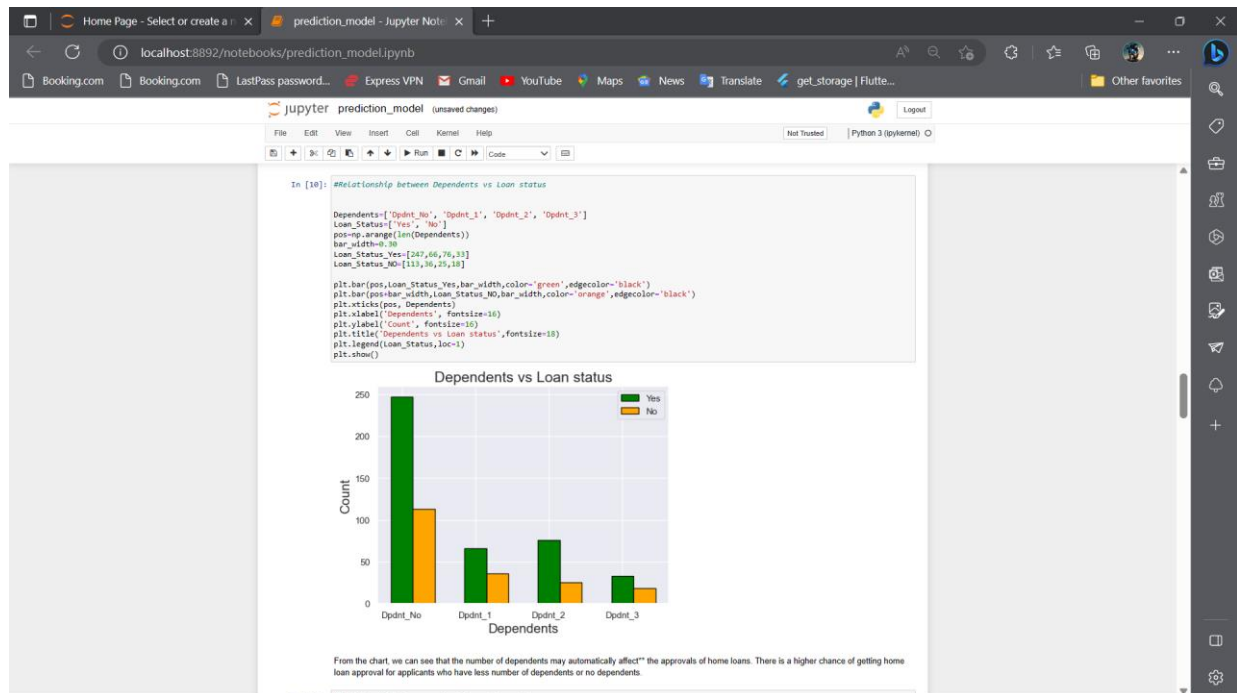 Home Page - Select or create a n
prediction_model - Jupyter Note
localhost:8892/notebooks/prediction_model.ipynb
Booking.com Booking.com LastPass password... Express VPN Gmail YouTube Maps News Translate get_storage | Flutte... Other favorites
jupyter prediction_model (unsaved changes) Logout
File Edit View Insert Cell Kernel Help Not Trusted Python 3 (ipykernel)
Run Code
In [10]: #Relationship between Dependents vs Loan status
Dependents=['Dpdnt_No', 'Dpdnt_1', 'Dpdnt_2', 'Dpdnt_3']
Loan_Status=['Yes', 'No']
pos=np.arange(len(Dependents))
bar_width=0.30
Loan_Status_Yes=[247,66,76,33]
Loan_Status_NO=[113,36,25,18]
plt.bar(pos,Loan_Status_Yes,bar_width,color='green',edgecolor='black')
plt.bar(pos+bar_width,Loan_Status_NO,bar_width,color='orange',edgecolor='black')
plt.xticks(pos, Dependents)
plt.xlabel('Dependents', fontsize=16)
plt.ylabel('Count', fontsize=16)
plt.title('Dependents vs Loan status',fontsize=18)
plt.legend(Loan_Status,loc=1)
plt.show()
Dependents vs Loan status
Yes
No
250
200
150
100
50
0
Count
Dpdnt_No Dpdnt_1 Dpdnt_2 Dpdnt_3
Dependents
From the chart, we can see that the number of dependents may automatically affect** the approvals of home loans. There is a higher chance of getting home
loan approval for applicants who have less number of dependents or no dependents.